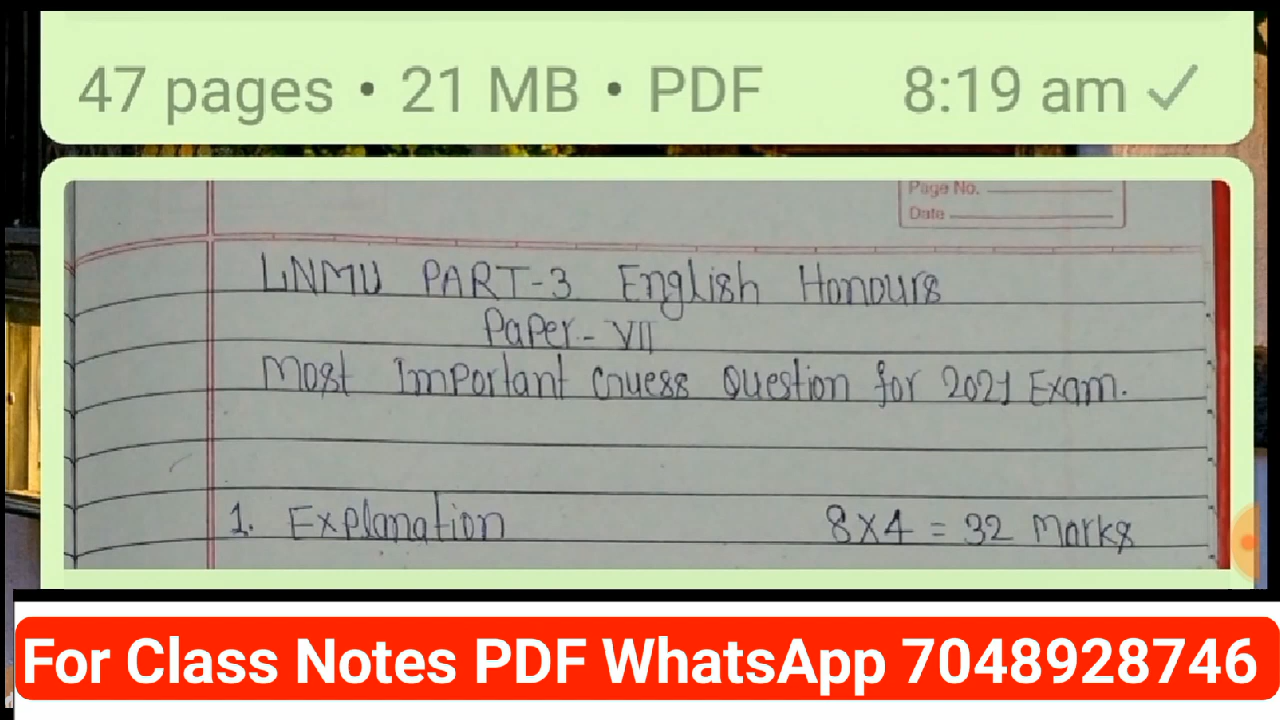 47 pages • 21 MB • PDF 8:19 am ✓
Page No.
Date
LNMU PART-3 English Honours
Paper - VII
Most Important Guess Question for 2021 Exam.
1. Explanation 8x4 = 32 Marks
For Class Notes PDF WhatsApp 7048928746